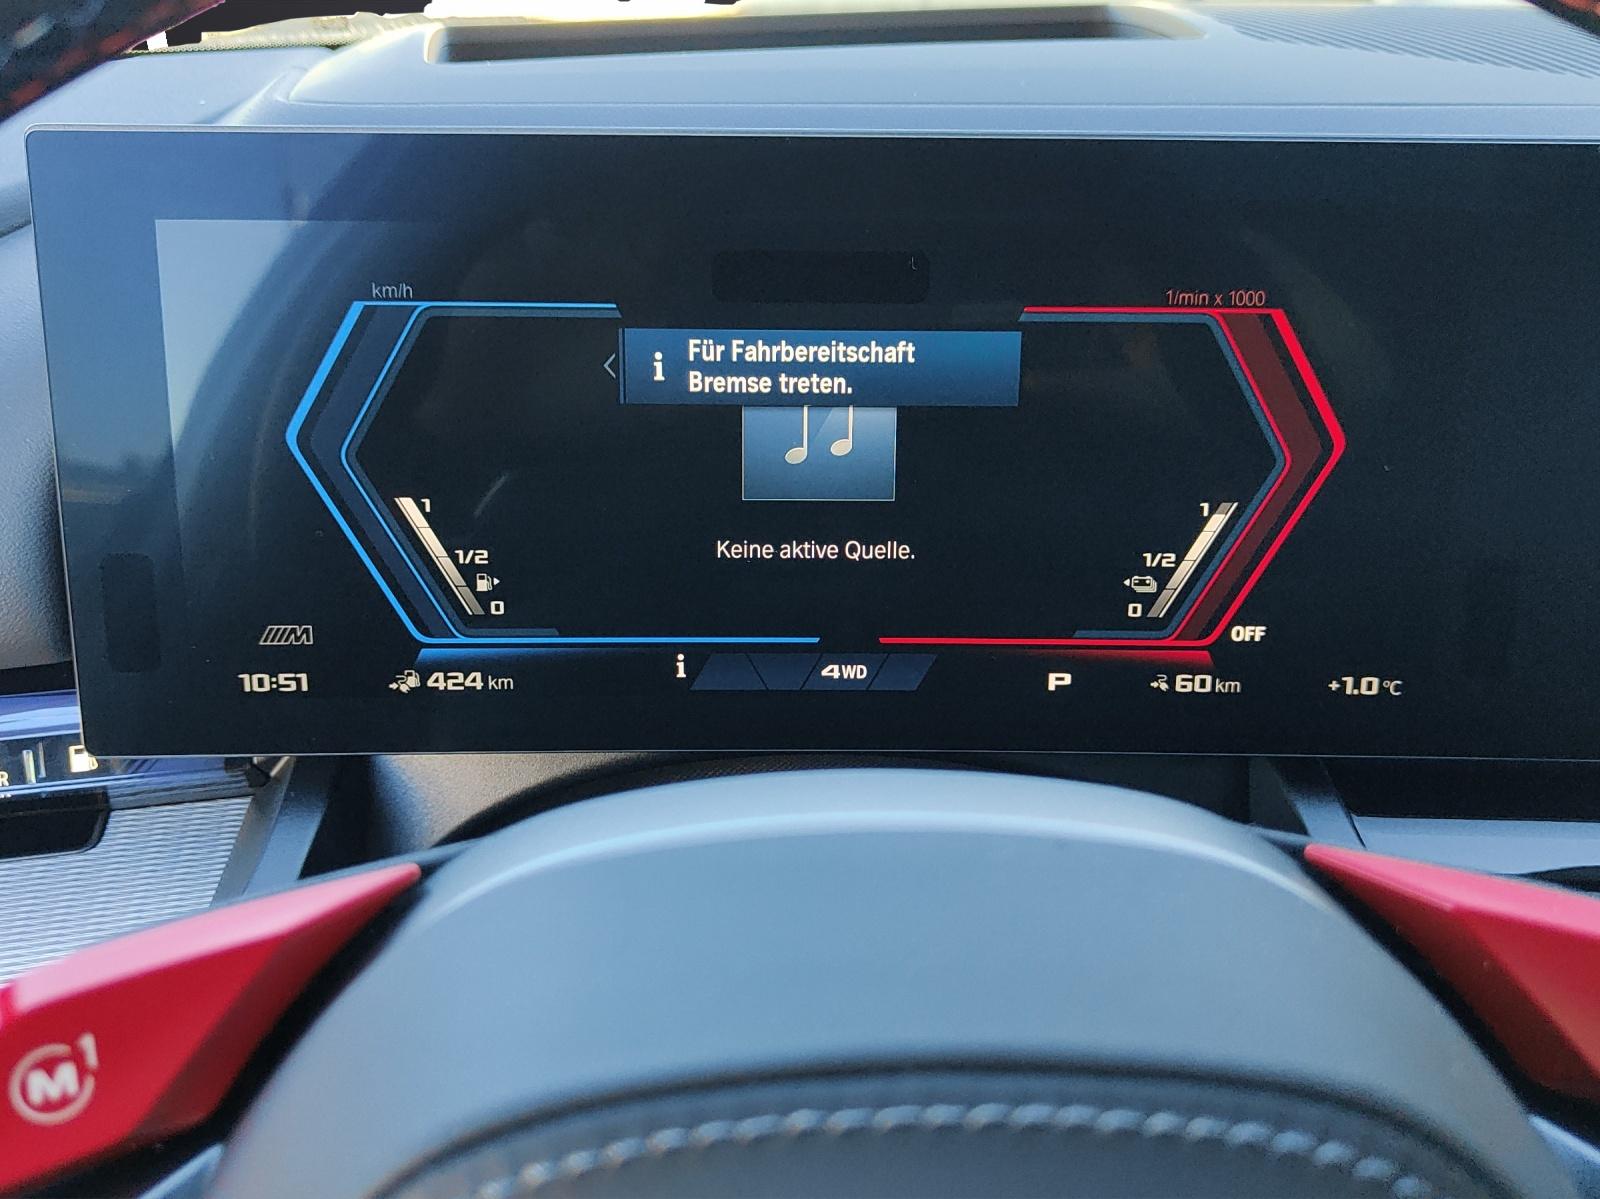 km/h
1/min x 1000
i Für Fahrbereitschaft
Bremse treten.
1
1/2
0
Keine aktive Quelle.
1
1/2
0
M
OFF
10:51
424 km
i
4WD
P
60 km
+1.0 °C
R
M1